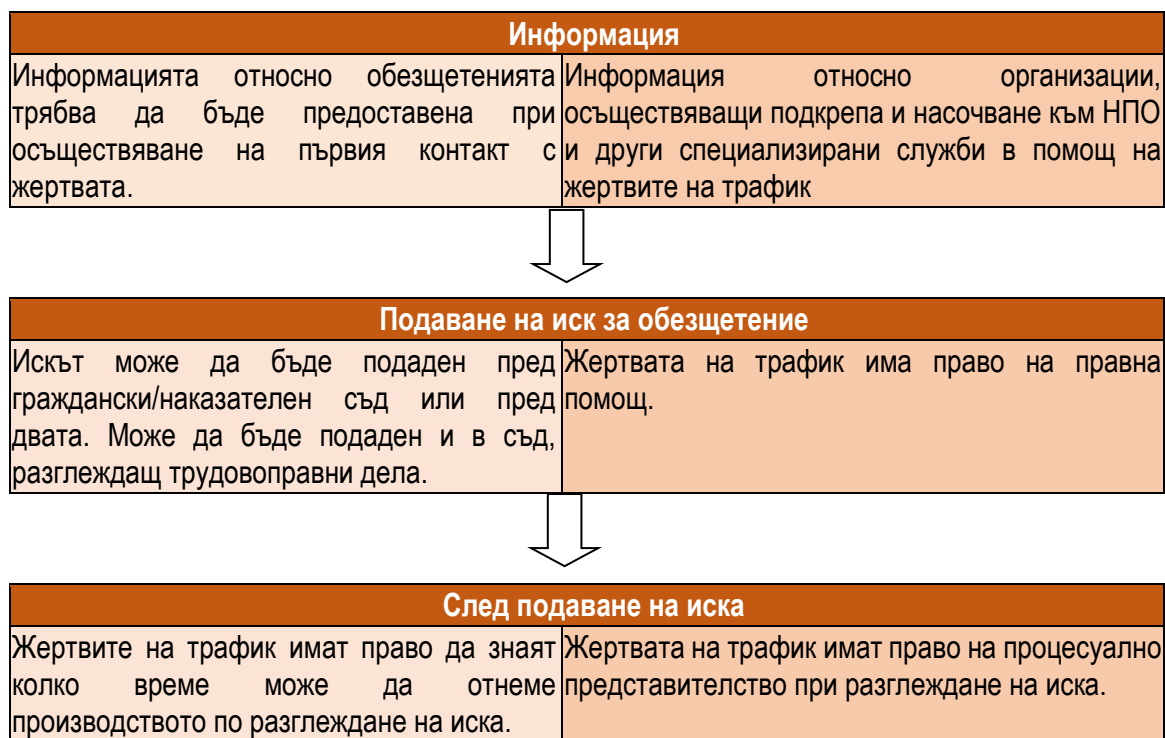 Информация
Информацията относно обезщетенията
трябва да бъде предоставена при
осъществяване на първия контакт с
жертвата.
Информация относно организации,
осъществяващи подкрепа и насочване към НПО
и други специализирани служби в помощ на
жертвите на трафик
Подаване на иск за обезщетение
Искът може да бъде подаден пред
граждански/наказателен съд или пред
двата. Може да бъде подаден и в съд,
разглеждащ трудовоправни дела.
Жертвата на трафик има право на правна
помощ.
След подаване на иска
Жертвите на трафик имат право да знаят
колко време може да отнеме
производството по разглеждане на иска.
Жертвата на трафик имат право на процесуално
представителство при разглеждане на иска.